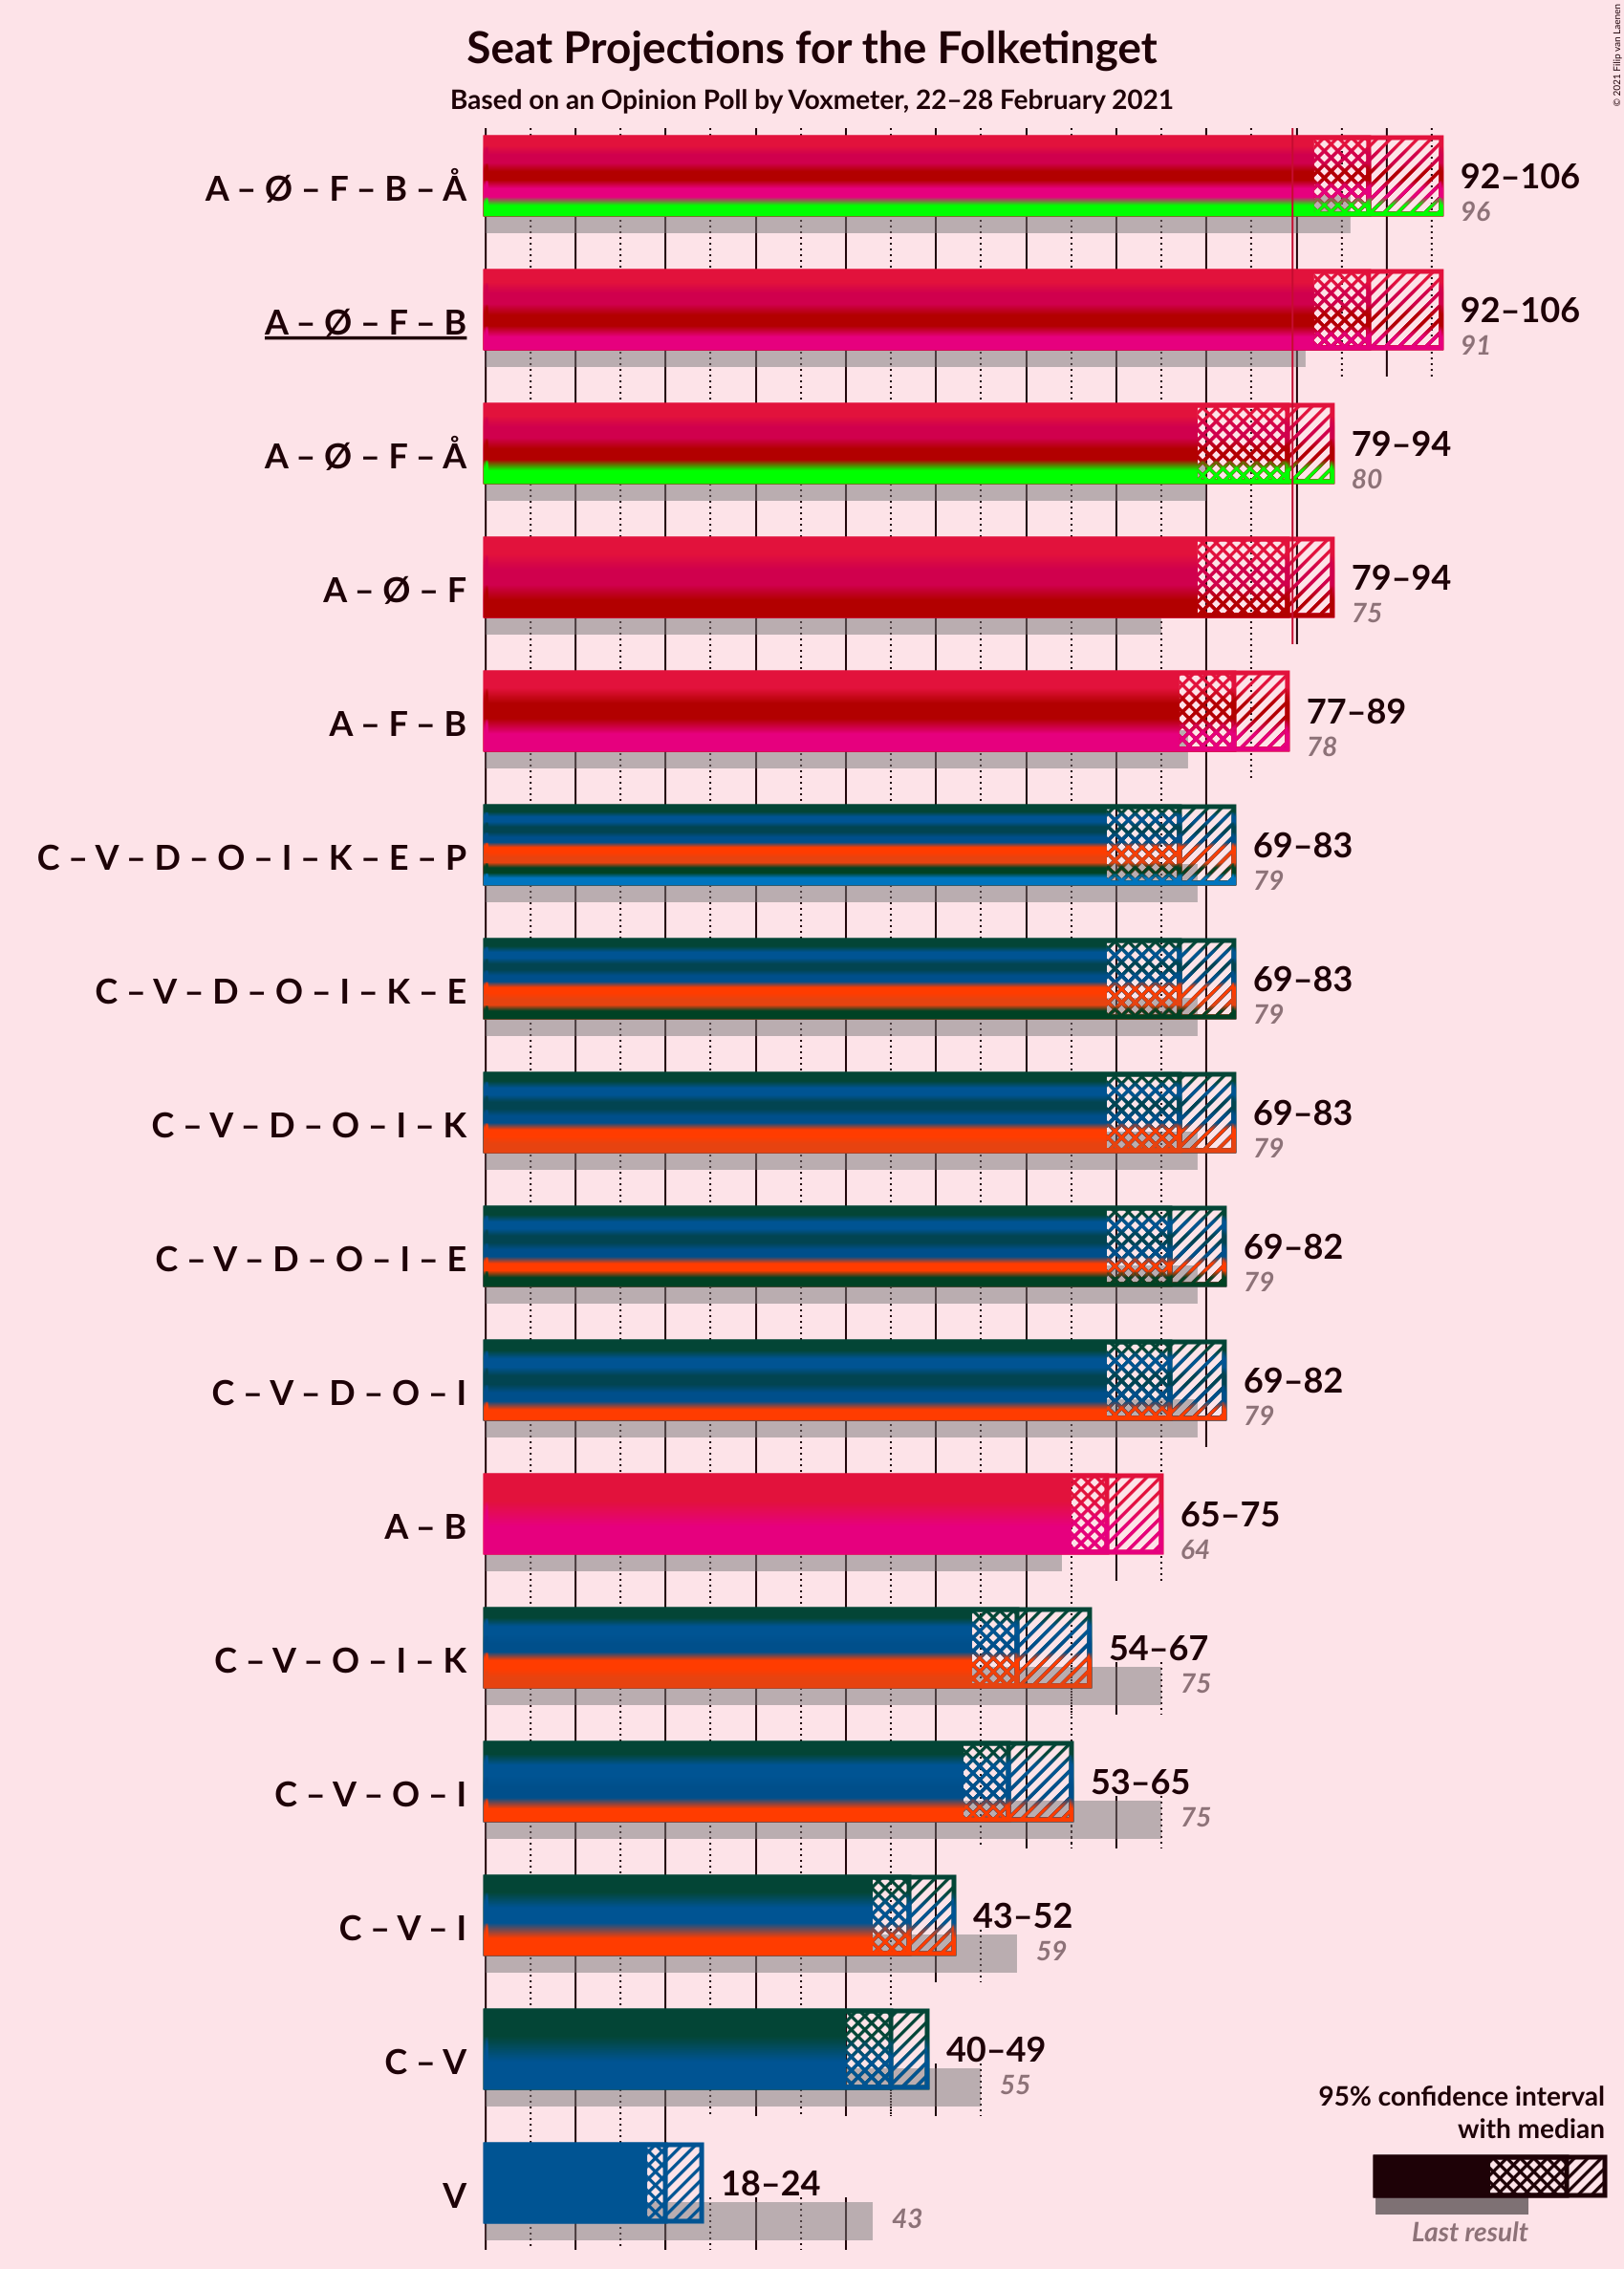 © 2021 Filip van Laenen
Seat Projections for the Folketinget
Based on an Opinion Poll by Voxmeter, 22–28 February 2021
A – Ø – F – B – Å
92–106
96
A – Ø – F – B
92–106
91
A – Ø – F – Å
79–94
80
A – Ø – F
79–94
75
A – F – B
77–89
78
C – V – D – O – I – K – E – P
69–83
79
C – V – D – O – I – K – E
69–83
79
C – V – D – O – I – K
69–83
79
C – V – D – O – I – E
69–82
79
C – V – D – O – I
69–82
79
A – B
65–75
64
C – V – O – I – K
54–67
75
C – V – O – I
53–65
75
C – V – I
43–52
59
C – V
40–49
55
V
18–24
43
95% confidence interval
with median
Last result